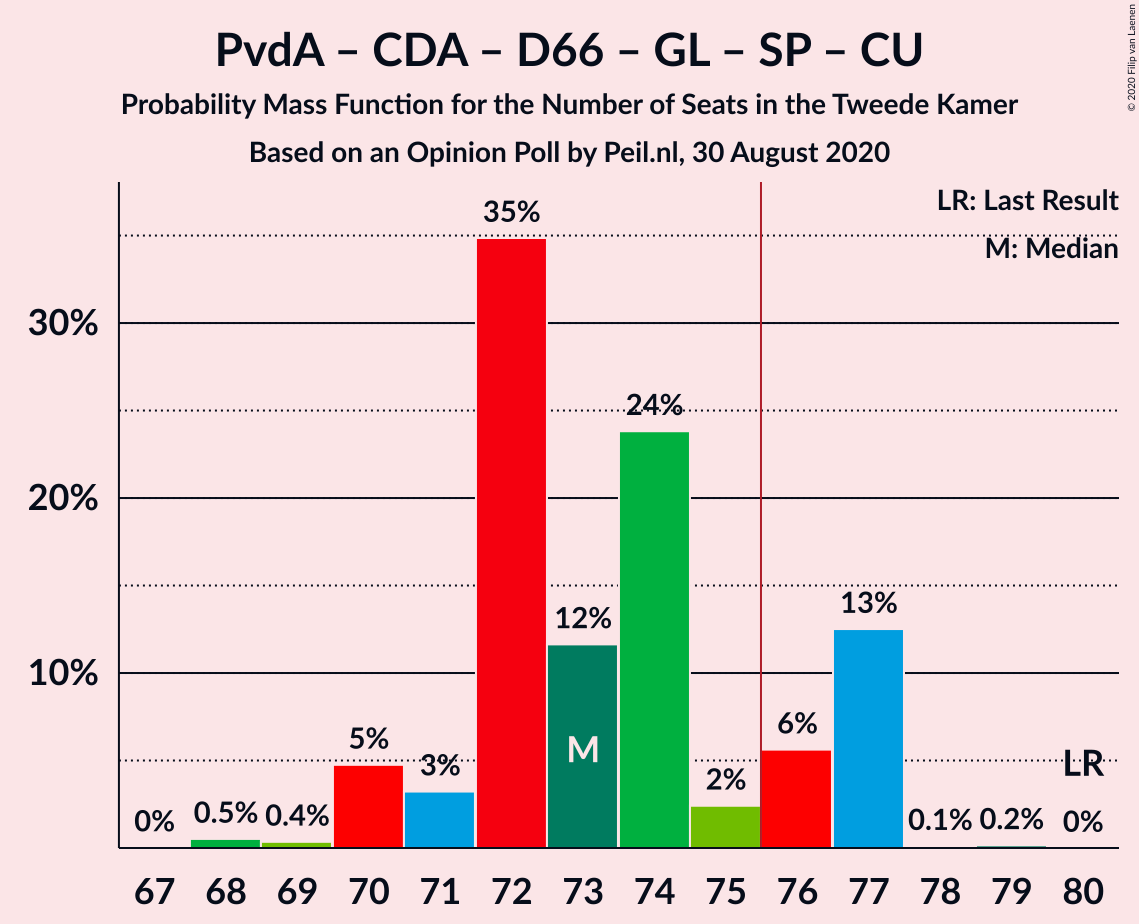 PvdA – CDA – D66 – GL – SP – CU
Probability Mass Function for the Number of Seats in the Tweede Kamer
Based on an Opinion Poll by Peil.nl, 30 August 2020
© 2020 Filip van Laenen
LR: Last Result
M: Median
35%
30%
24%
20%
13%
12%
10%
6%
5%
3%
2%
M
LR
0%
0.5%
0.4%
0.1%
0.2%
0%
67 68 69 70 71 72 73 74 75 76 77 78 79 80